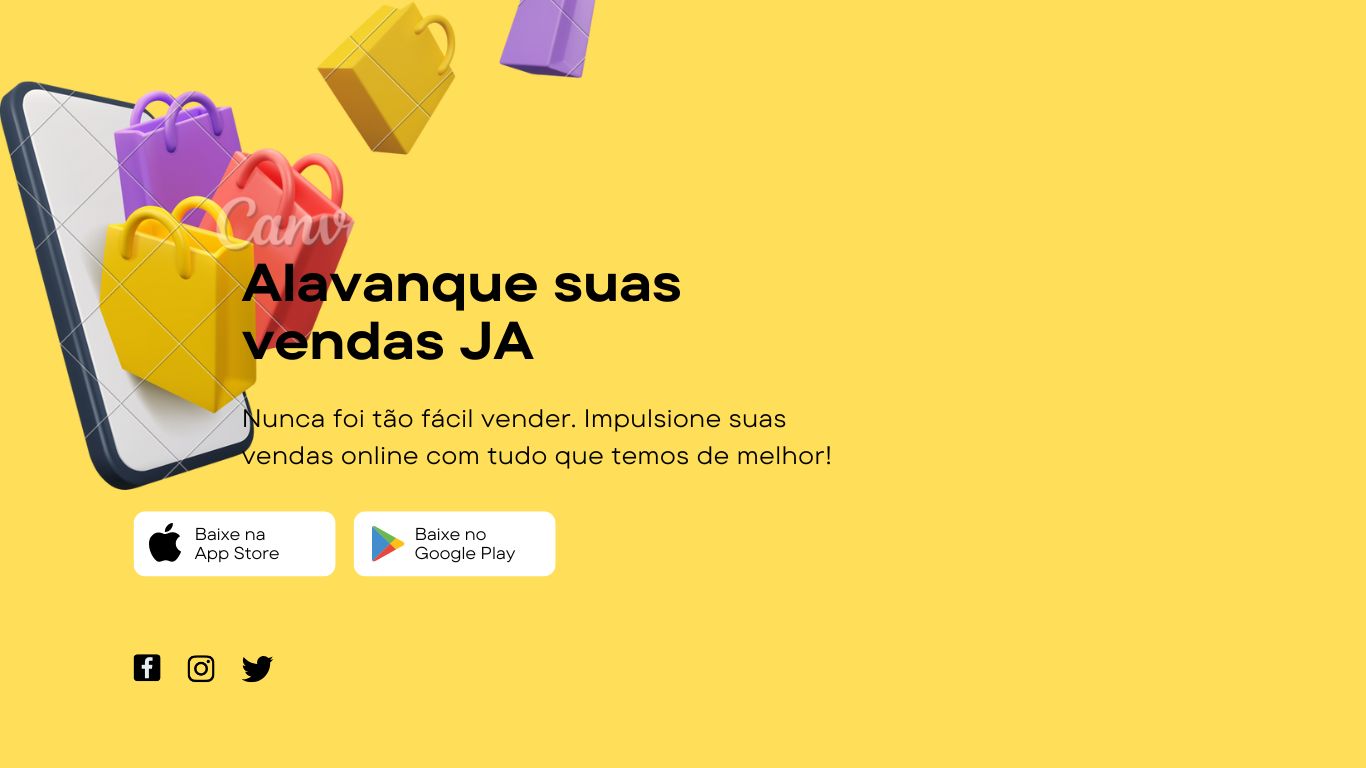 Canv
Alavanque suas
vendas JA
Nunca foi tão fácil vender. Impulsione suas
vendas online com tudo que temos de melhor!
Baixe na
App Store
Baixe no
Google Play